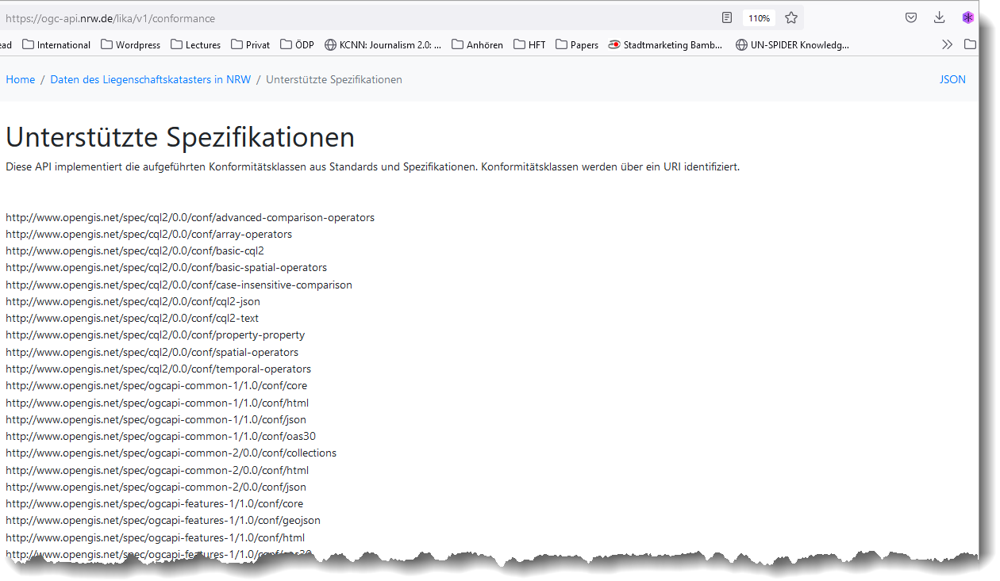 https://ogc-api.nrw.de/lika/v1/conformance 110%
ead International Wordpress Lectures Privat ÖDP KCNN: Journalism 2.0: ... Anhören HFT Papers Stadtmarketing Bamb... UN-SPIDER Knowledg...
Home / Daten des Liegenschaftskatasters in NRW / Unterstützte Spezifikationen JSON
Unterstützte Spezifikationen
Diese API implementiert die aufgeführten Konformitätsklassen aus Standards und Spezifikationen. Konformitätsklassen werden über ein URI identifiziert.
http://www.opengis.net/spec/cql2/0.0/conf/advanced-comparison-operators
http://www.opengis.net/spec/cql2/0.0/conf/array-operators
http://www.opengis.net/spec/cql2/0.0/conf/basic-cql2
http://www.opengis.net/spec/cql2/0.0/conf/basic-spatial-operators
http://www.opengis.net/spec/cql2/0.0/conf/case-insensitive-comparison
http://www.opengis.net/spec/cql2/0.0/conf/cql2-json
http://www.opengis.net/spec/cql2/0.0/conf/cql2-text
http://www.opengis.net/spec/cql2/0.0/conf/property-property
http://www.opengis.net/spec/cql2/0.0/conf/spatial-operators
http://www.opengis.net/spec/cql2/0.0/conf/temporal-operators
http://www.opengis.net/spec/ogcapi-common-1/1.0/conf/core
http://www.opengis.net/spec/ogcapi-common-1/1.0/conf/html
http://www.opengis.net/spec/ogcapi-common-1/1.0/conf/json
http://www.opengis.net/spec/ogcapi-common-1/1.0/conf/oas30
http://www.opengis.net/spec/ogcapi-common-2/0.0/conf/collections
http://www.opengis.net/spec/ogcapi-common-2/0.0/conf/html
http://www.opengis.net/spec/ogcapi-common-2/0.0/conf/json
http://www.opengis.net/spec/ogcapi-features-1/1.0/conf/core
http://www.opengis.net/spec/ogcapi-features-1/1.0/conf/geojson
http://www.opengis.net/spec/ogcapi-features-1/1.0/conf/html
http://www.opengis.net/spec/ogcapi-features-1/1.0/conf/oas30